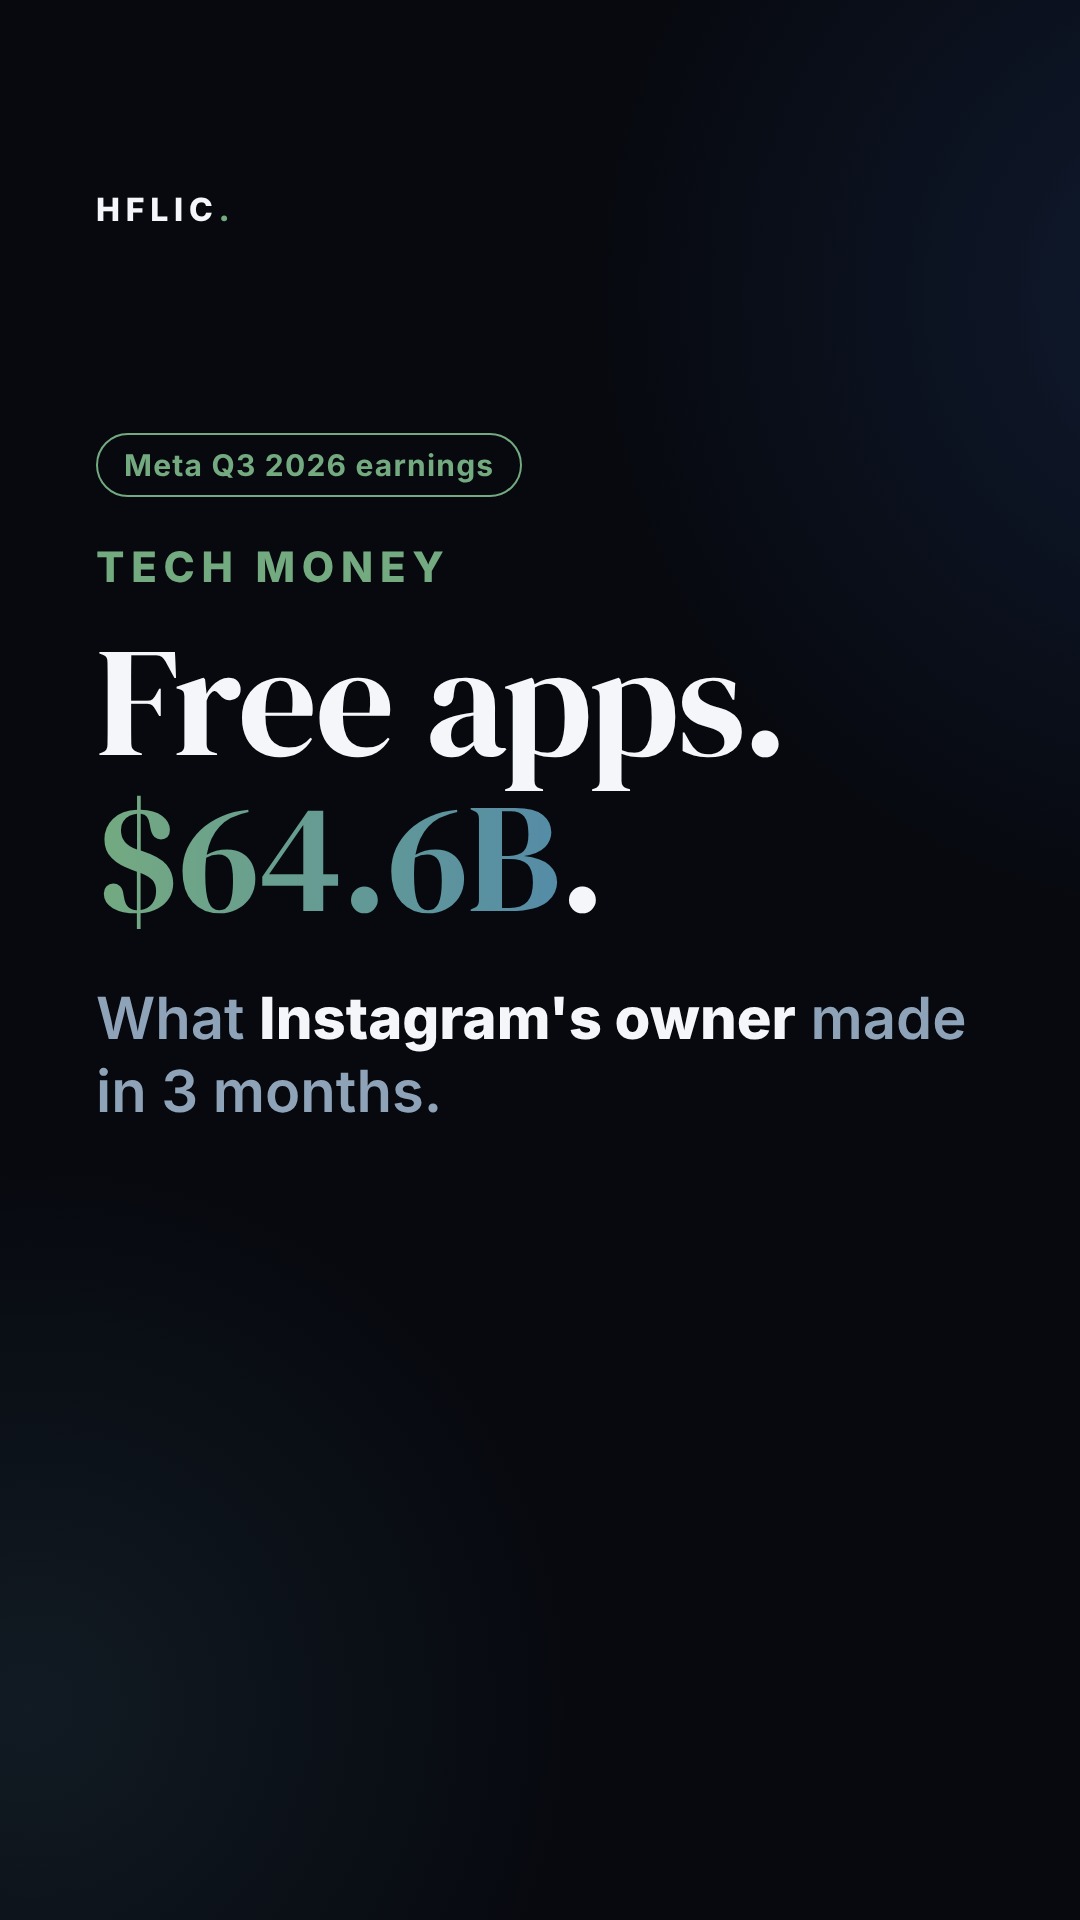 HFLIC.
Meta Q3 2026 earnings
TECH MONEY
Free apps.
$64.6B.
What Instagram's owner made
in 3 months.